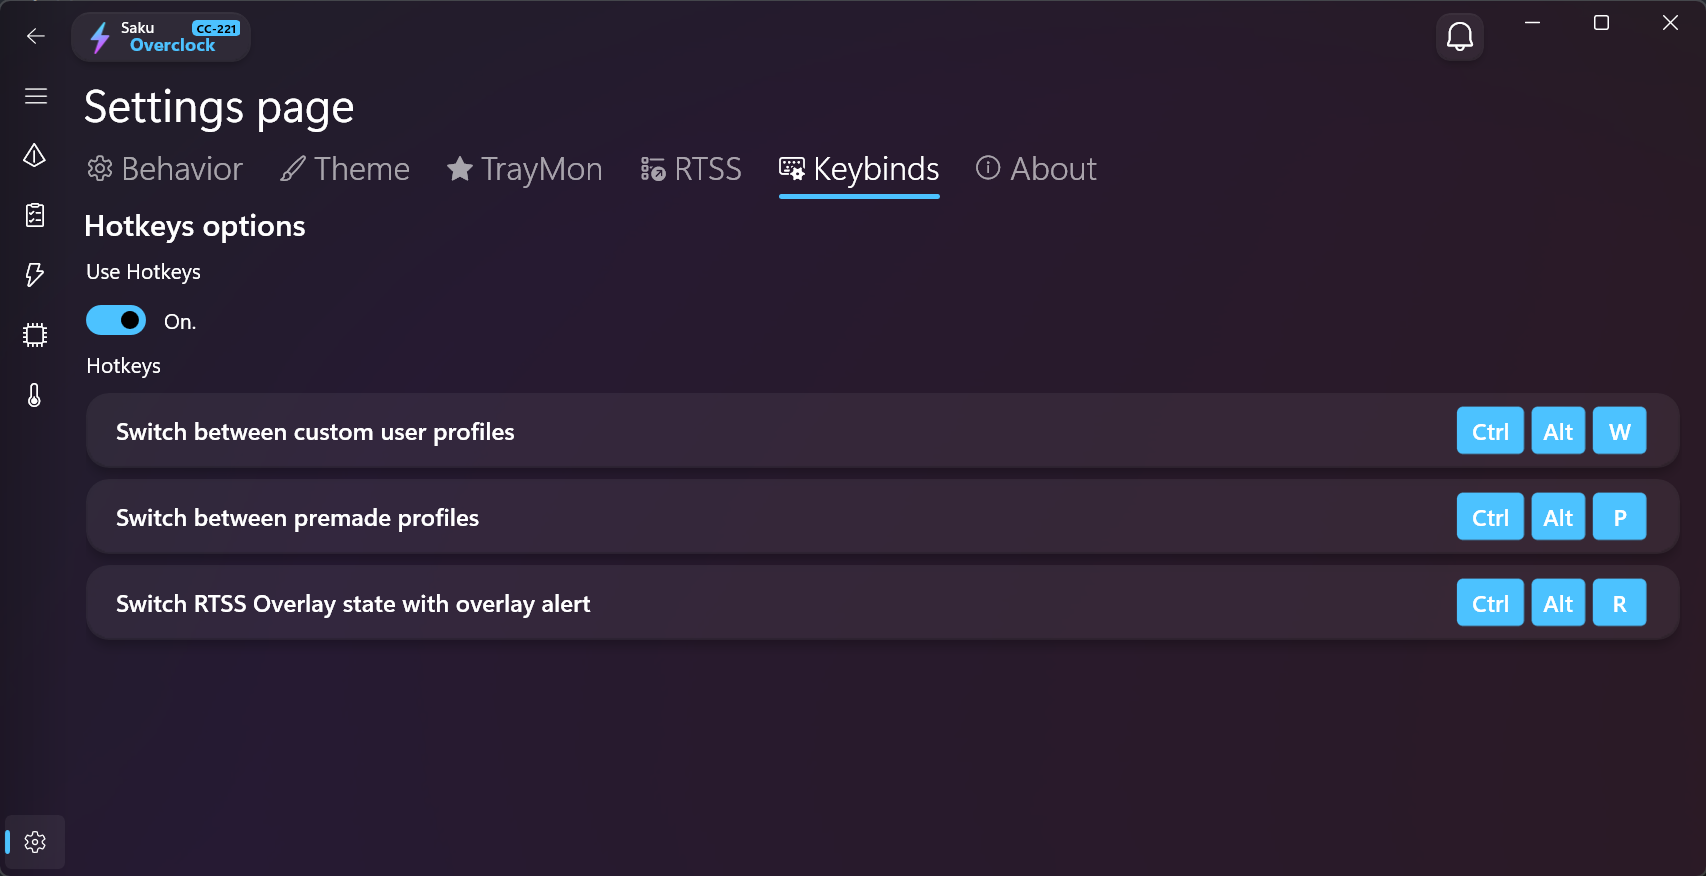 Saku CC-221
Overclock
Settings page
Behavior Theme TrayMon RTSS Keybinds About
Hotkeys options
Use Hotkeys
On.
Hotkeys
Switch between custom user profiles Ctrl Alt W
Switch between premade profiles Ctrl Alt P
Switch RTSS Overlay state with overlay alert Ctrl Alt R